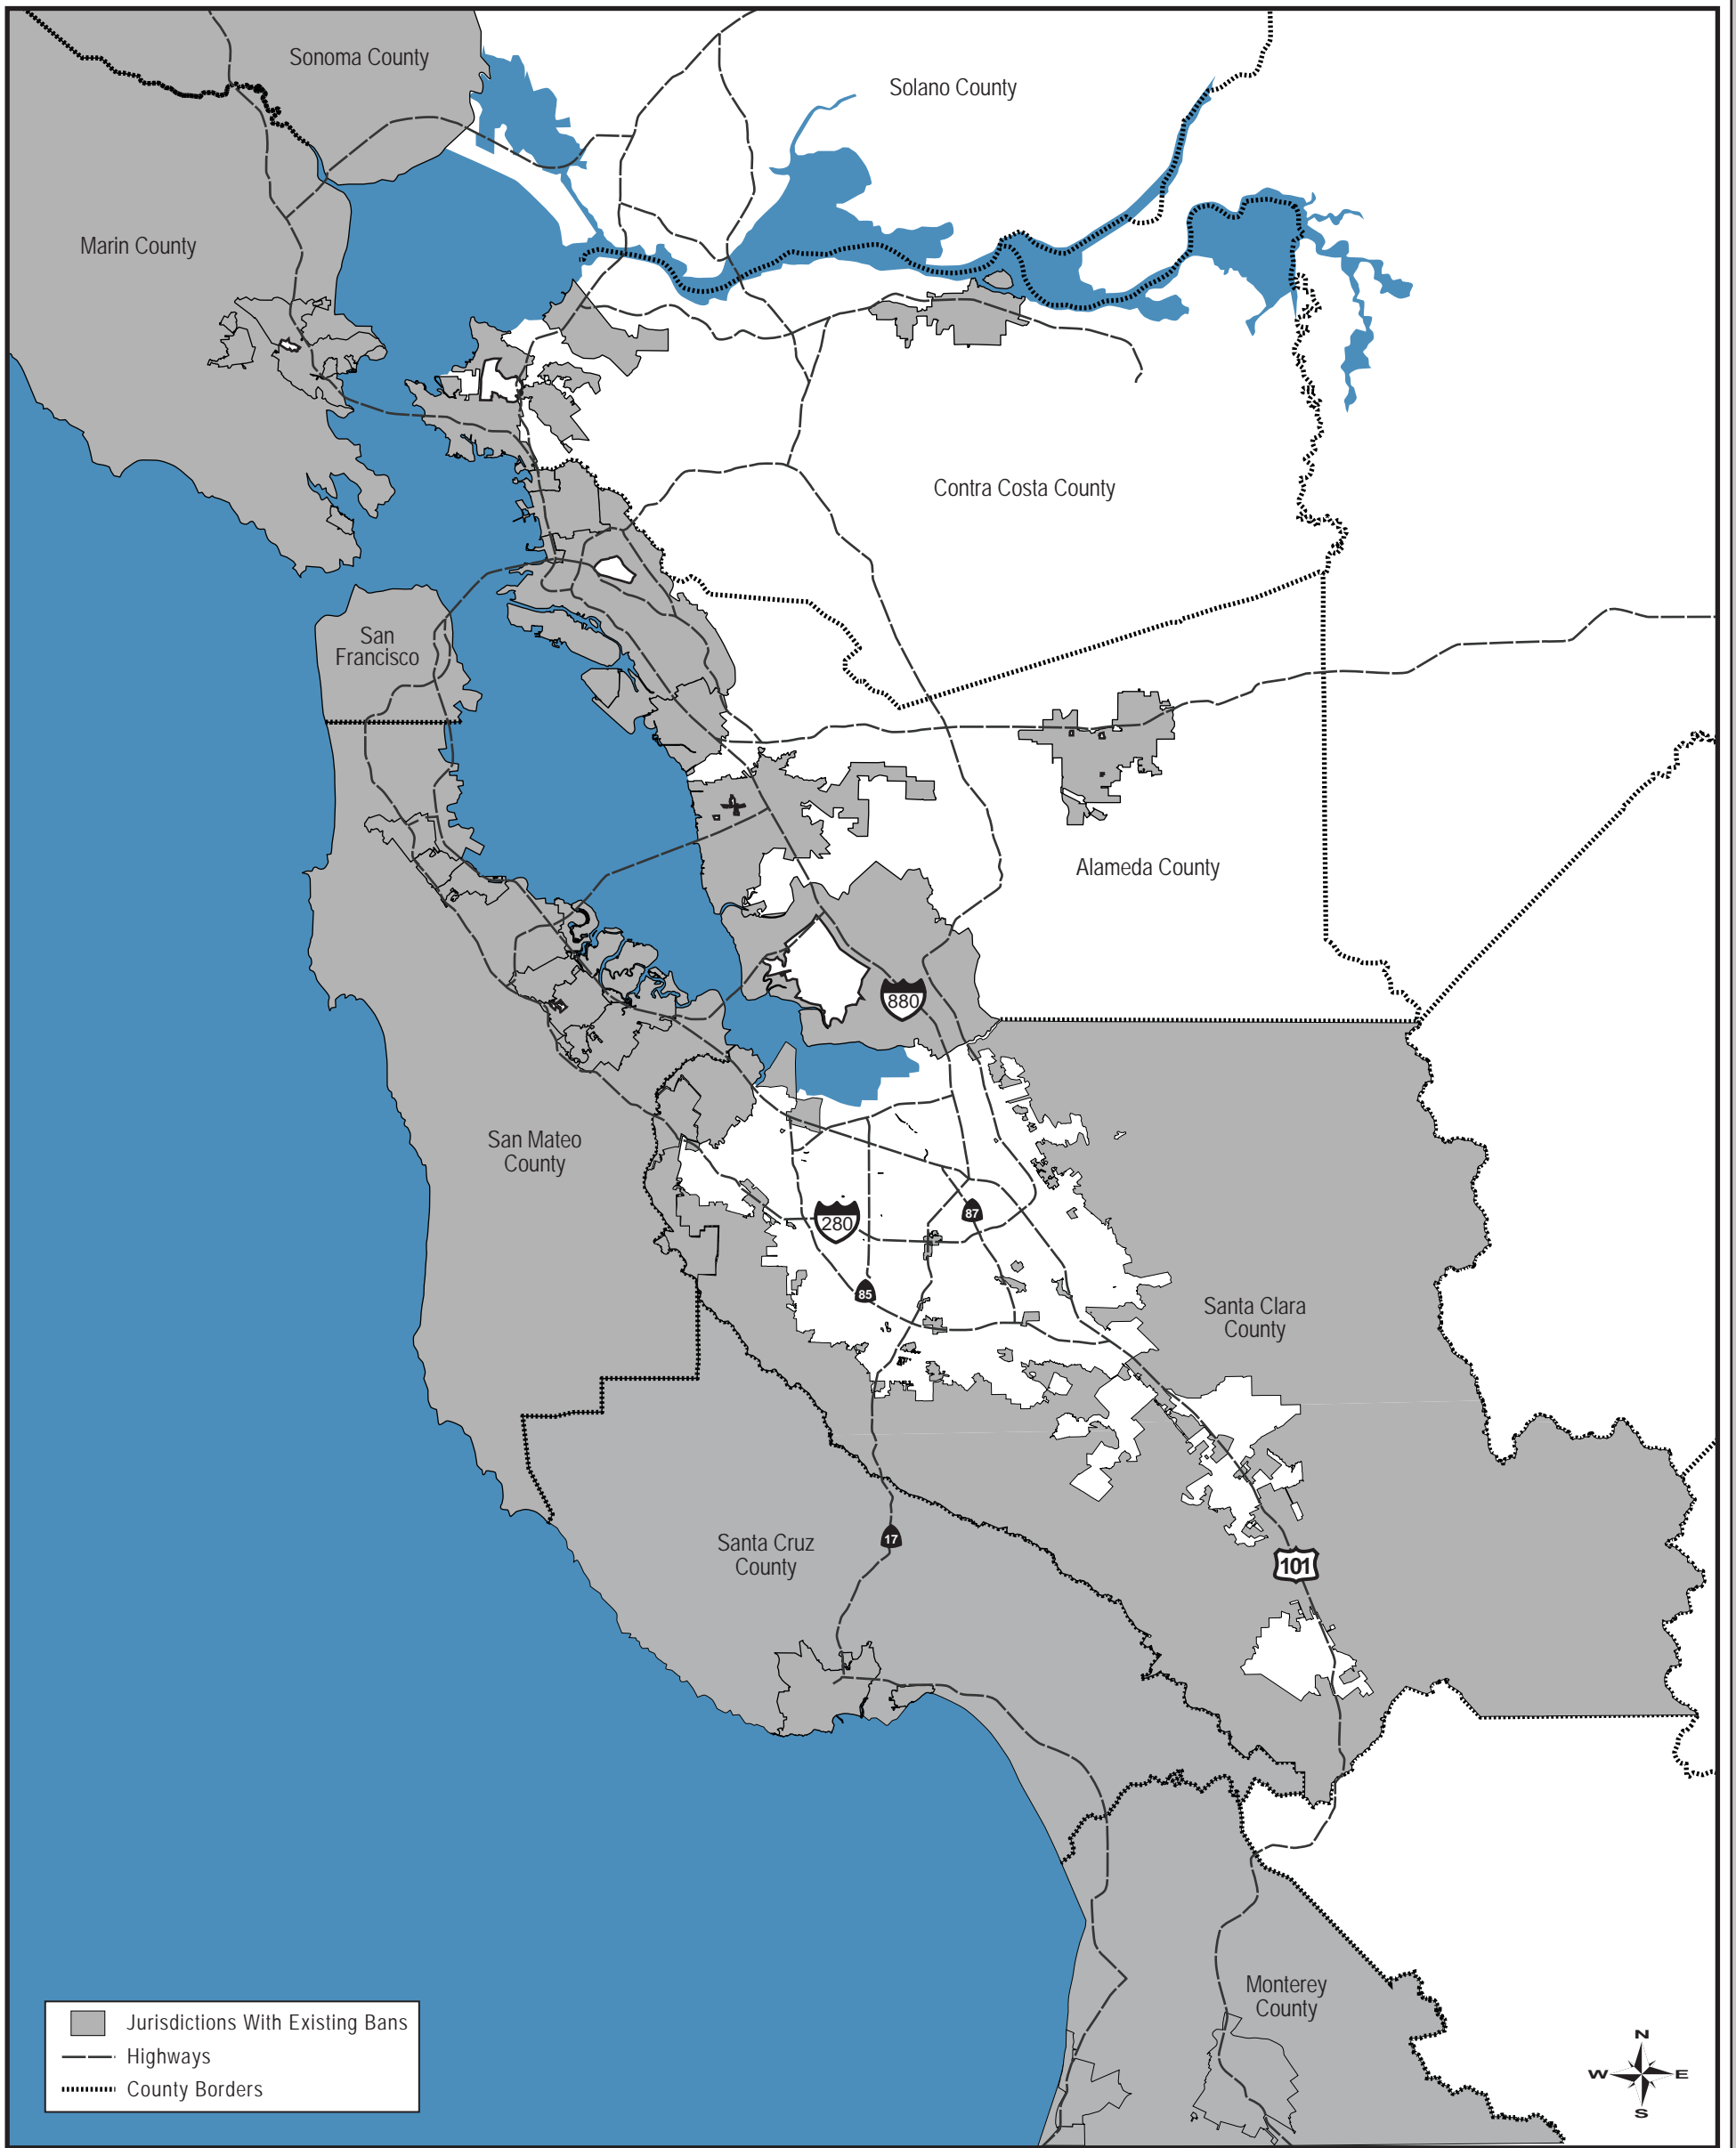 Sonoma County
Solano County
Marin County
Contra Costa County
San
Francisco
Alameda County
880
San Mateo
County
280
87
85
Santa Clara
County
Santa Cruz
County
17
101
Monterey
County
Jurisdictions With Existing Bans
Highways
County Borders
N
W E
S